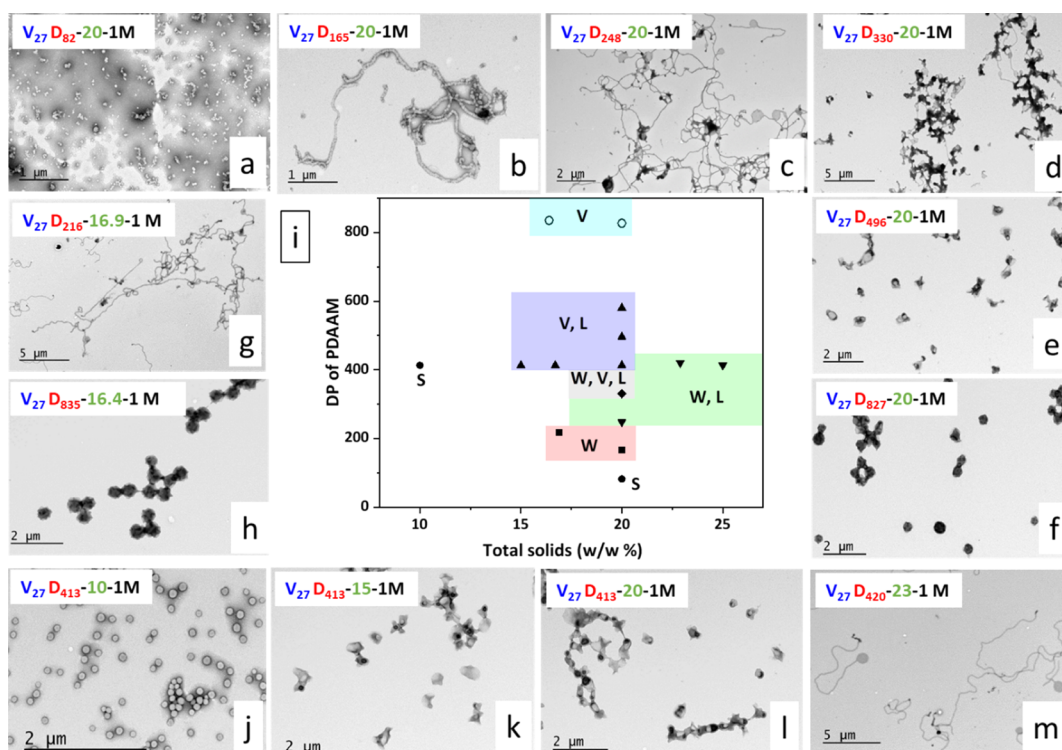 V27 D82-20-1M
1 µm
a
V27 D165-20-1M
1 µm
b
V27 D248-20-1M
2 µm
c
V27 D330-20-1M
5 µm
d
V27 D216-16.9-1 M
5 µm
g
i
DP of PDAAM
800
600
400
200
0
10
15
20
25
Total solids (w/w %)
V
V, L
W, V, L
W, L
W
S
S
V27 D496-20-1M
2 µm
e
V27 D835-16.4-1 M
2 µm
h
V27 D827-20-1M
2 µm
f
V27 D413-10-1M
2 µm
j
V27 D413-15-1M
2 µm
k
V27 D413-20-1M
2 µm
l
V27 D420-23-1 M
5 µm
m